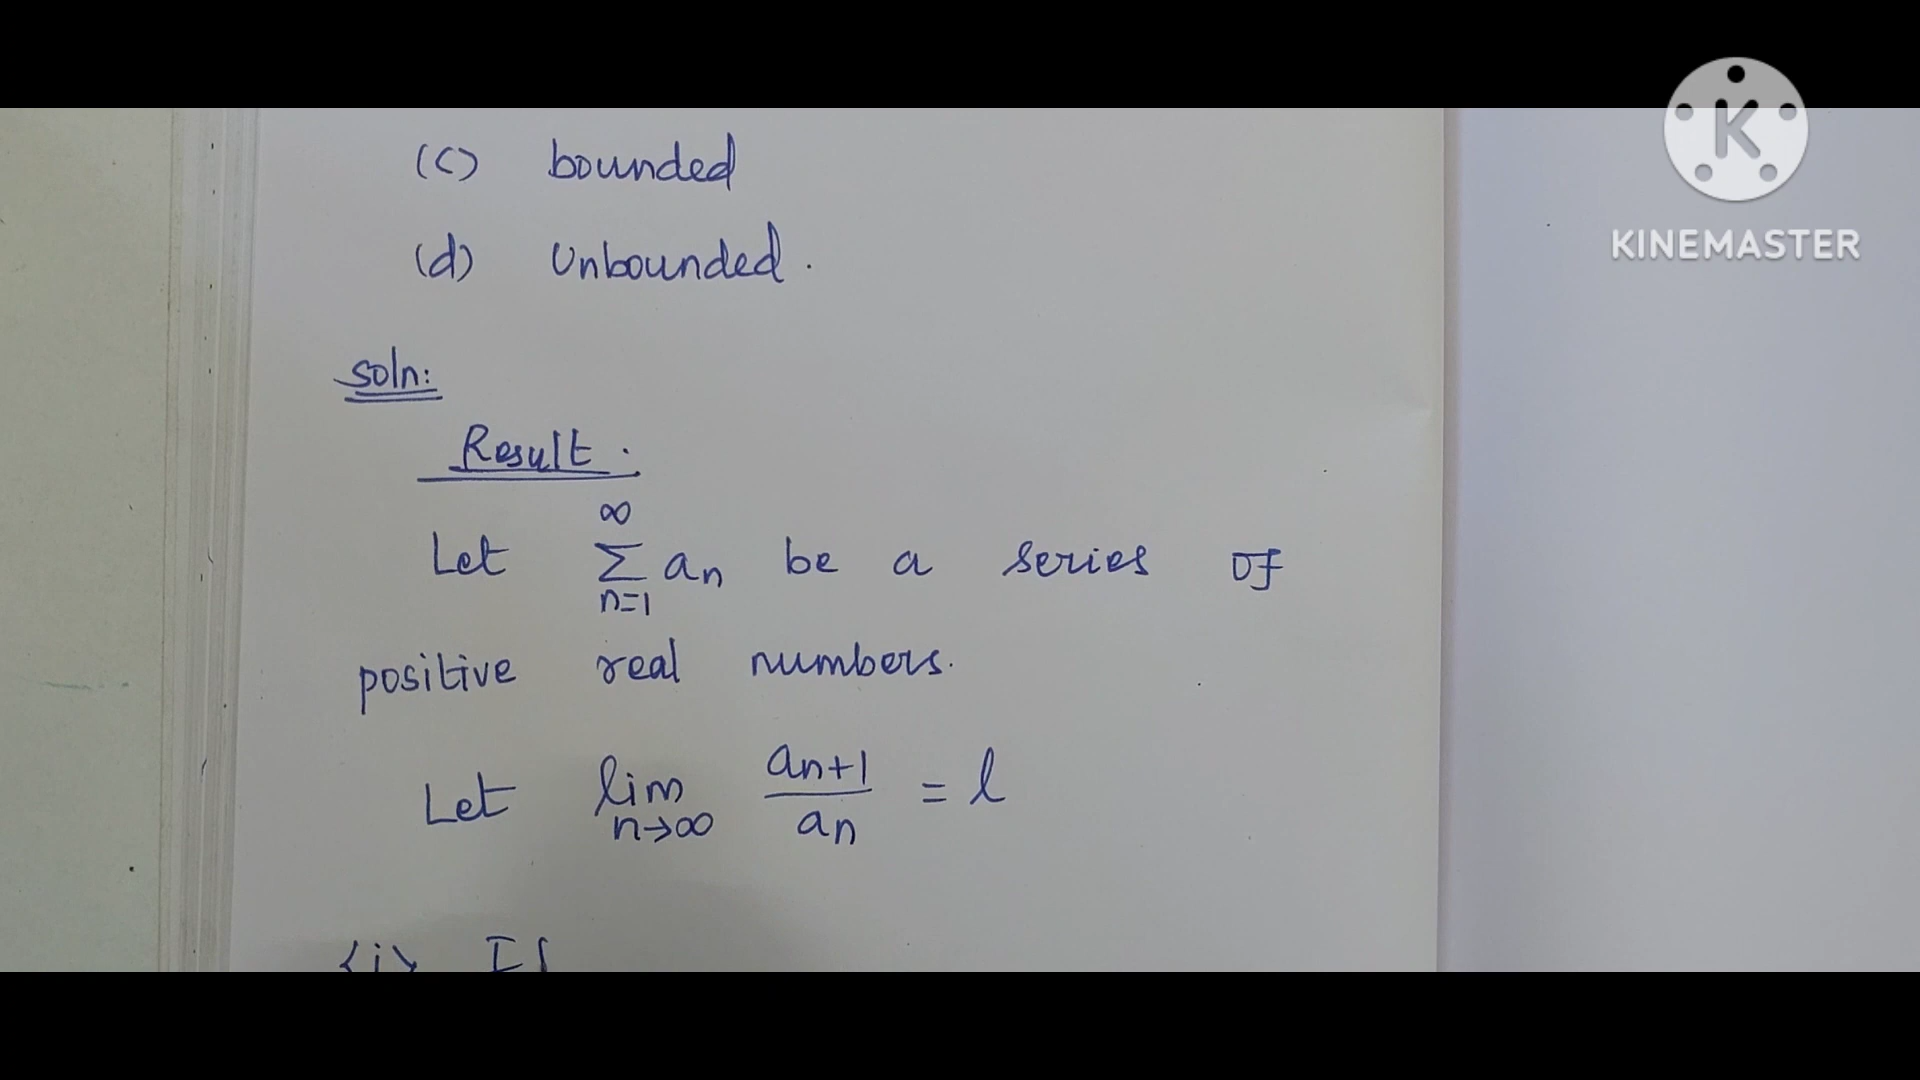 (c) bounded
(d) Unbounded.
Soln:
Result.
Let ∑_{n=1}^{∞} a_n be a series of
positive real numbers.
Let lim_{n→∞} a_{n+1}/a_n = l
(i) If
K
KINEMASTER